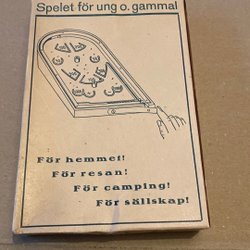 Spelet för ung o. gammal
För hemmet!
För resan!
För camping!
För sällskap!